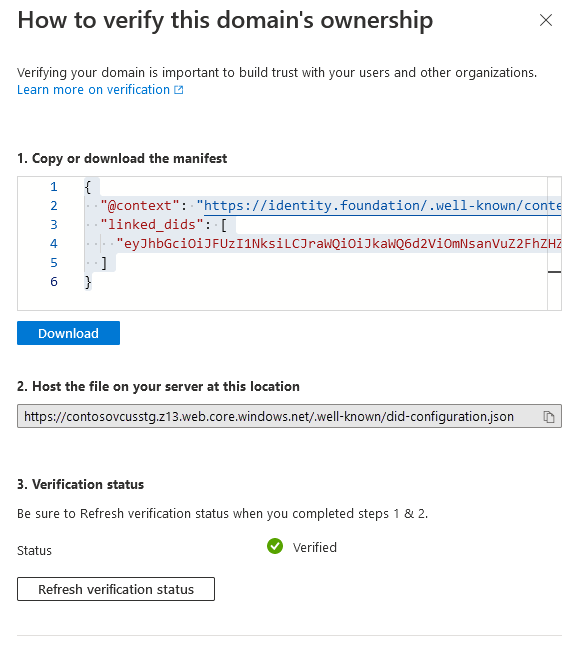 How to verify this domain's ownership
Verifying your domain is important to build trust with your users and other organizations.
Learn more on verification
1. Copy or download the manifest
1 {
2 "@context": "https://identity.foundation/.well-known/conte
3 "linked_dids": [
4 "eyJhbGciOiJFUzI1NksiLCJraWQiOiJkaWQ6d2ViOmNsanVuZ2FhZHZ
5 ]
6 }
Download
2. Host the file on your server at this location
https://contosovcusstg.z13.web.core.windows.net/.well-known/did-configuration.json
3. Verification status
Be sure to Refresh verification status when you completed steps 1 & 2.
Status Verified
Refresh verification status